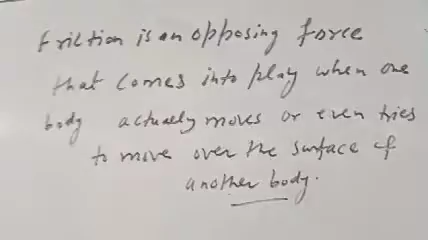 Friction is an opposing force
that comes into play when one
body actually moves or even tries
to move over the surface of
another body.